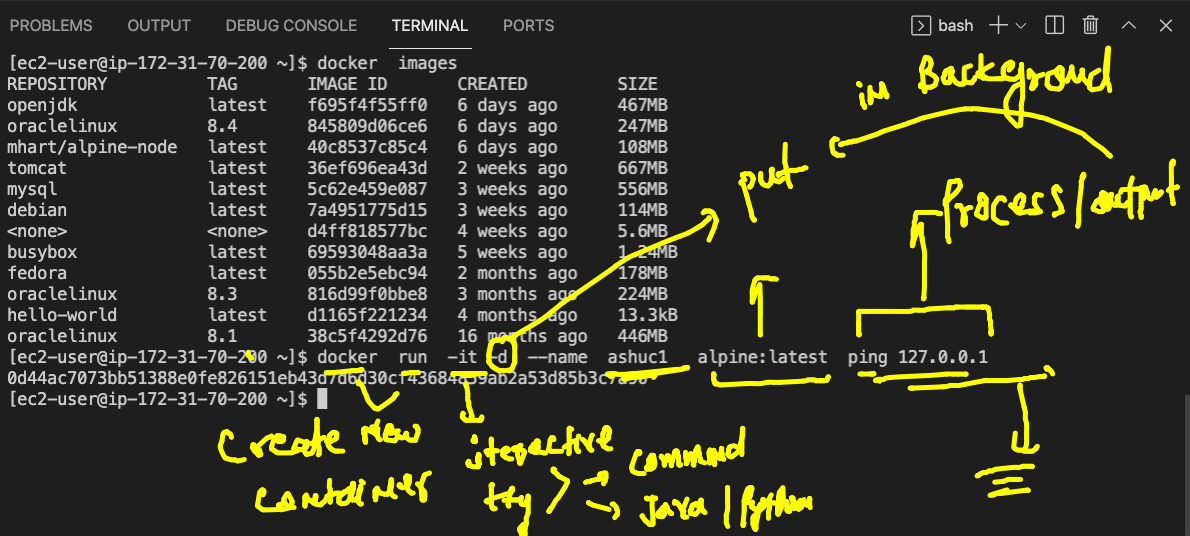 PROBLEMS OUTPUT DEBUG CONSOLE TERMINAL PORTS bash
[ec2-user@ip-172-31-70-200 ~]$ docker  images
REPOSITORY TAG IMAGE ID CREATED SIZE
openjdk latest f695f4f55ff0 6 days ago 467MB
oraclelinux 8.4 845809d06ce6 6 days ago 247MB
mhart/alpine-node latest 40c8537c85c4 6 days ago 108MB
tomcat latest 36ef696ea43d 2 weeks ago 667MB
mysql latest 5c62e459e087 3 weeks ago 556MB
debian latest 7a4951775d15 3 weeks ago 114MB
<none> <none> d4ff818577bc 4 weeks ago 5.6MB
busybox latest 69593048aa3a 5 weeks ago 1.24MB
fedora latest 055b2e5ebc94 2 months ago 178MB
oraclelinux 8.3 816d99f0bbe8 3 months ago 224MB
hello-world latest d1165f221234 4 months ago 13.3kB
oraclelinux 8.1 38c5f4292d76 16 months ago 446MB
[ec2-user@ip-172-31-70-200 ~]$ docker  run  -it -d  --name  ashuc1   alpine:latest  ping 127.0.0.1
[ec2-user@ip-172-31-70-200 ~]$
in Background
put
process/output
create new
container
tty
command
Java / Python